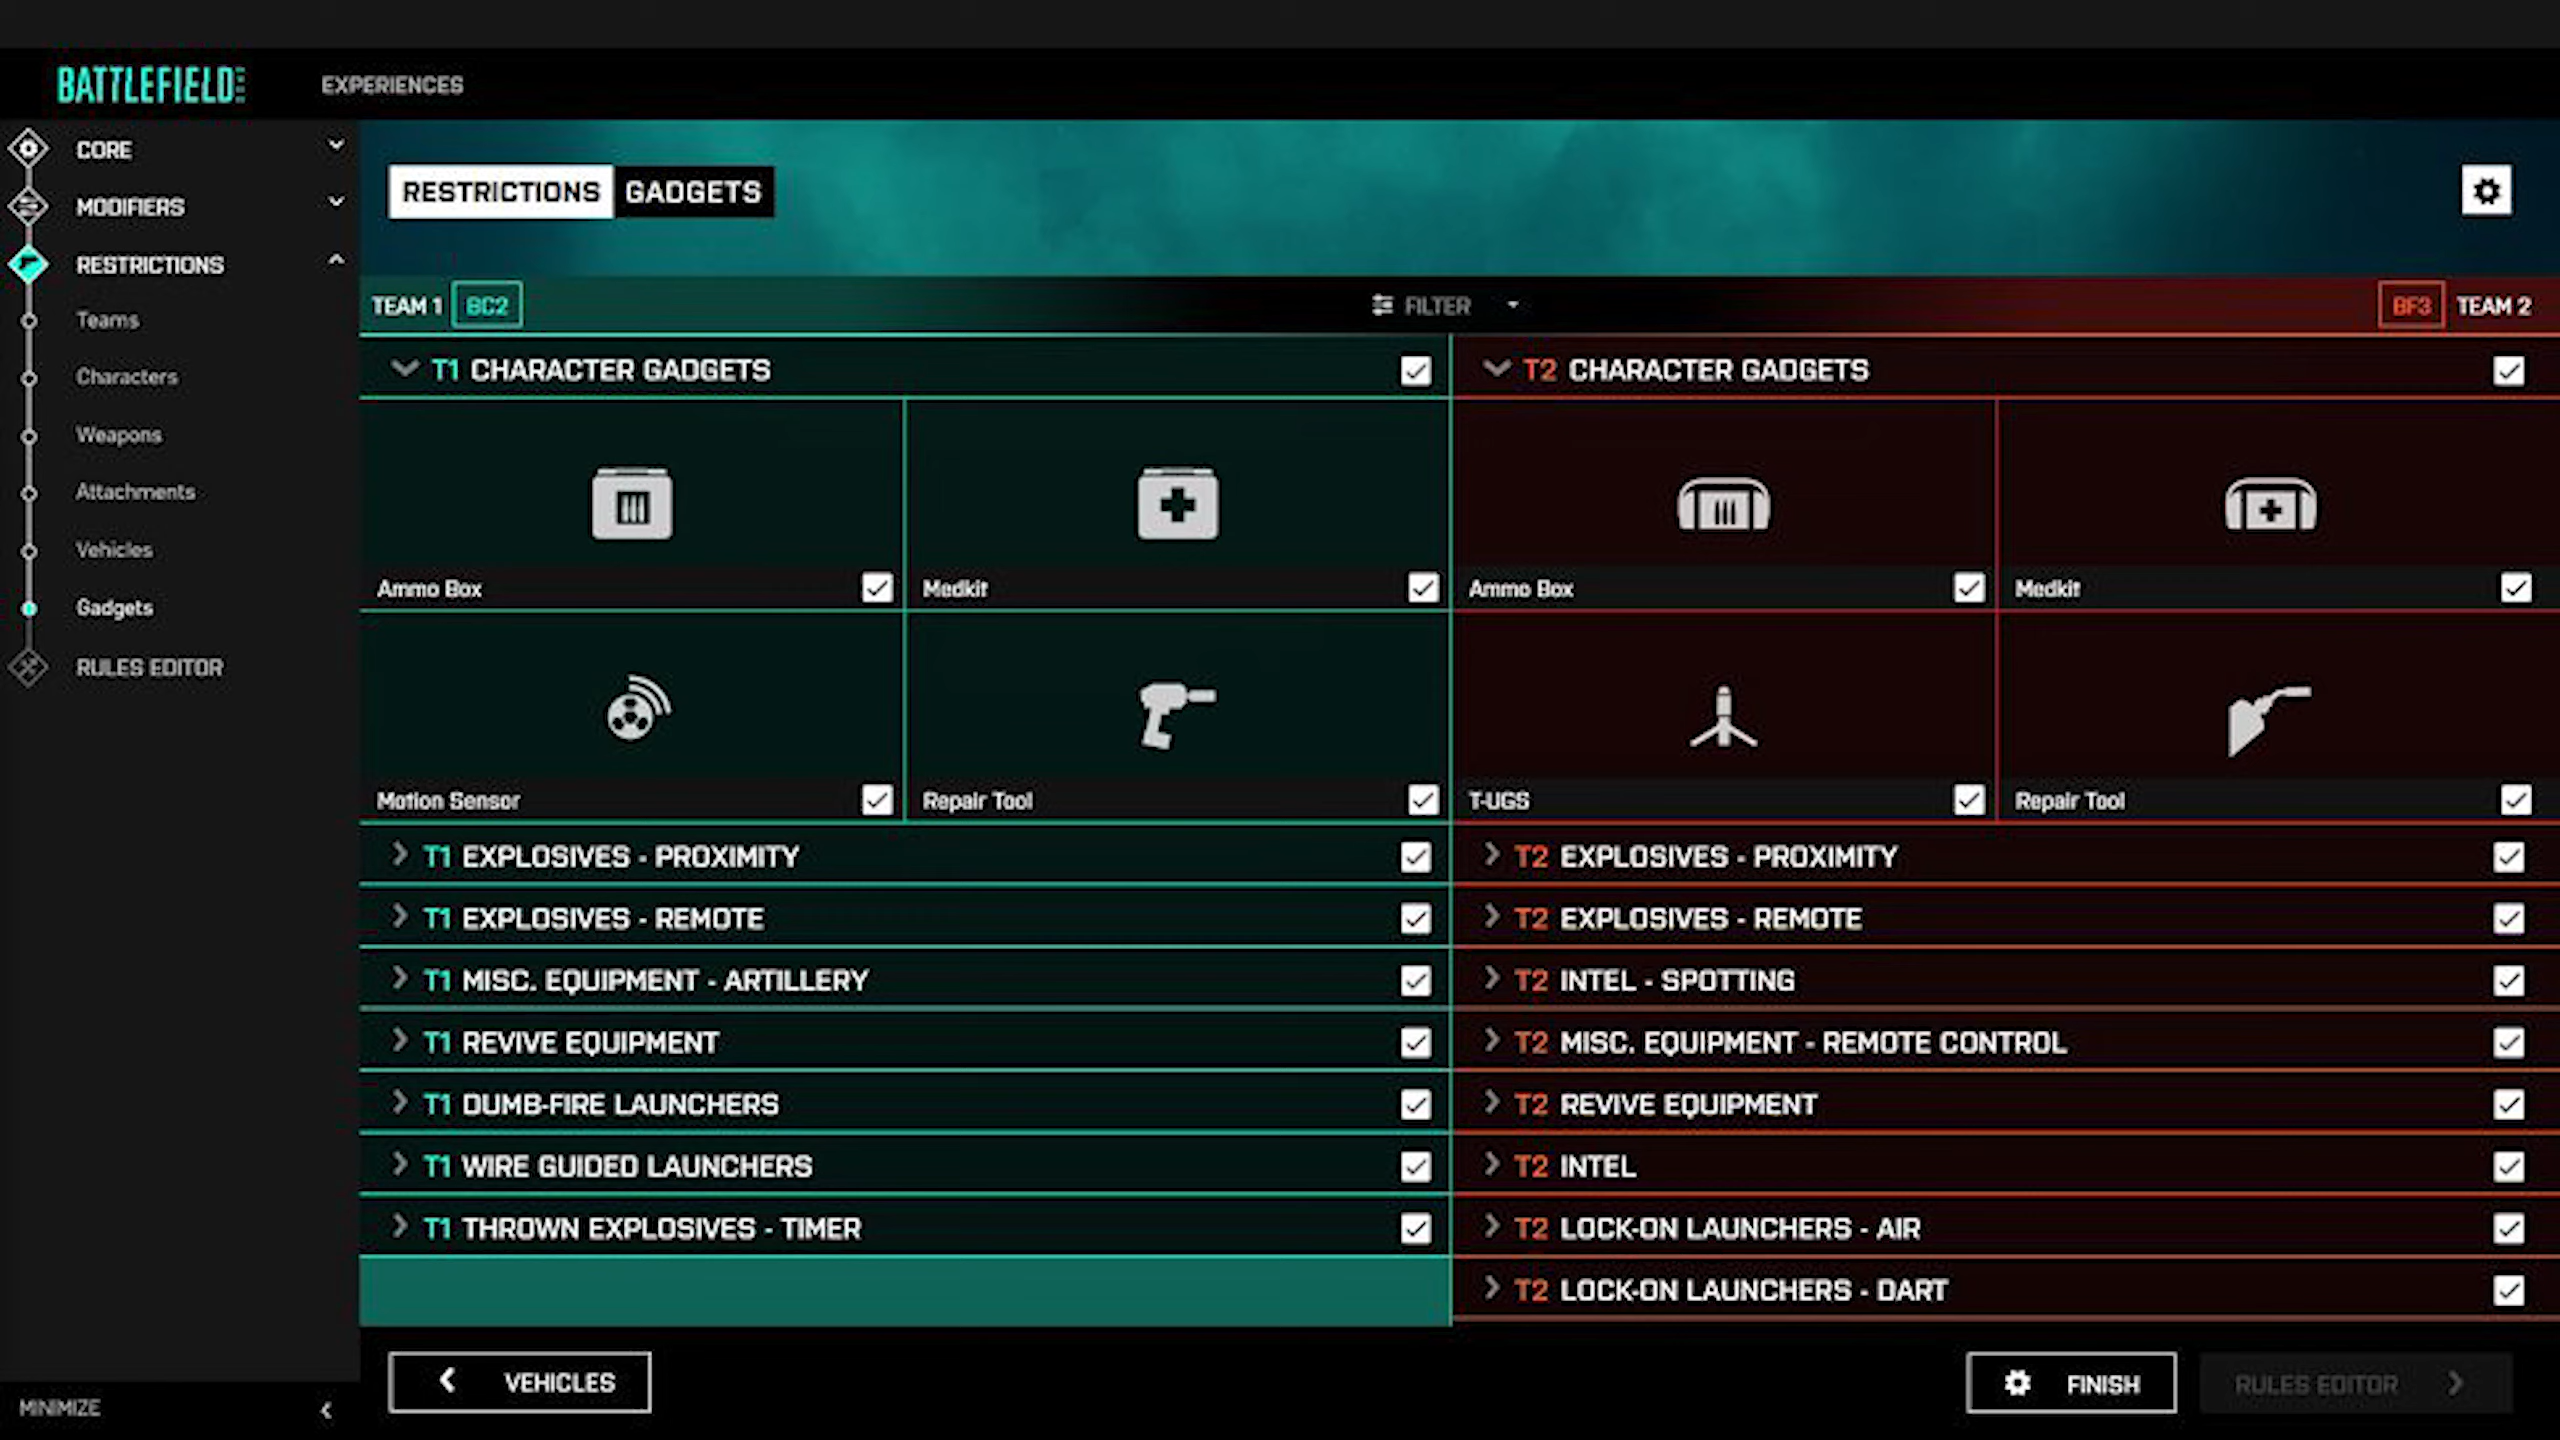 BATTLEFIELD
EXPERIENCES
CORE
MODIFIERS
RESTRICTIONS
Teams
Characters
Weapons
Attachments
Vehicles
Gadgets
RULES EDITOR
MINIMIZE
RESTRICTIONS GADGETS
TEAM 1 BC2
FILTER
BF3 TEAM 2
T1 CHARACTER GADGETS
Ammo Box
Medkit
Motion Sensor
Repair Tool
T1 EXPLOSIVES - PROXIMITY
T1 EXPLOSIVES - REMOTE
T1 MISC. EQUIPMENT - ARTILLERY
T1 REVIVE EQUIPMENT
T1 DUMB-FIRE LAUNCHERS
T1 WIRE GUIDED LAUNCHERS
T1 THROWN EXPLOSIVES - TIMER
T2 CHARACTER GADGETS
Ammo Box
Medkit
T-UGS
Repair Tool
T2 EXPLOSIVES - PROXIMITY
T2 EXPLOSIVES - REMOTE
T2 INTEL - SPOTTING
T2 MISC. EQUIPMENT - REMOTE CONTROL
T2 REVIVE EQUIPMENT
T2 INTEL
T2 LOCK-ON LAUNCHERS - AIR
T2 LOCK-ON LAUNCHERS - DART
VEHICLES
FINISH
RULES EDITOR